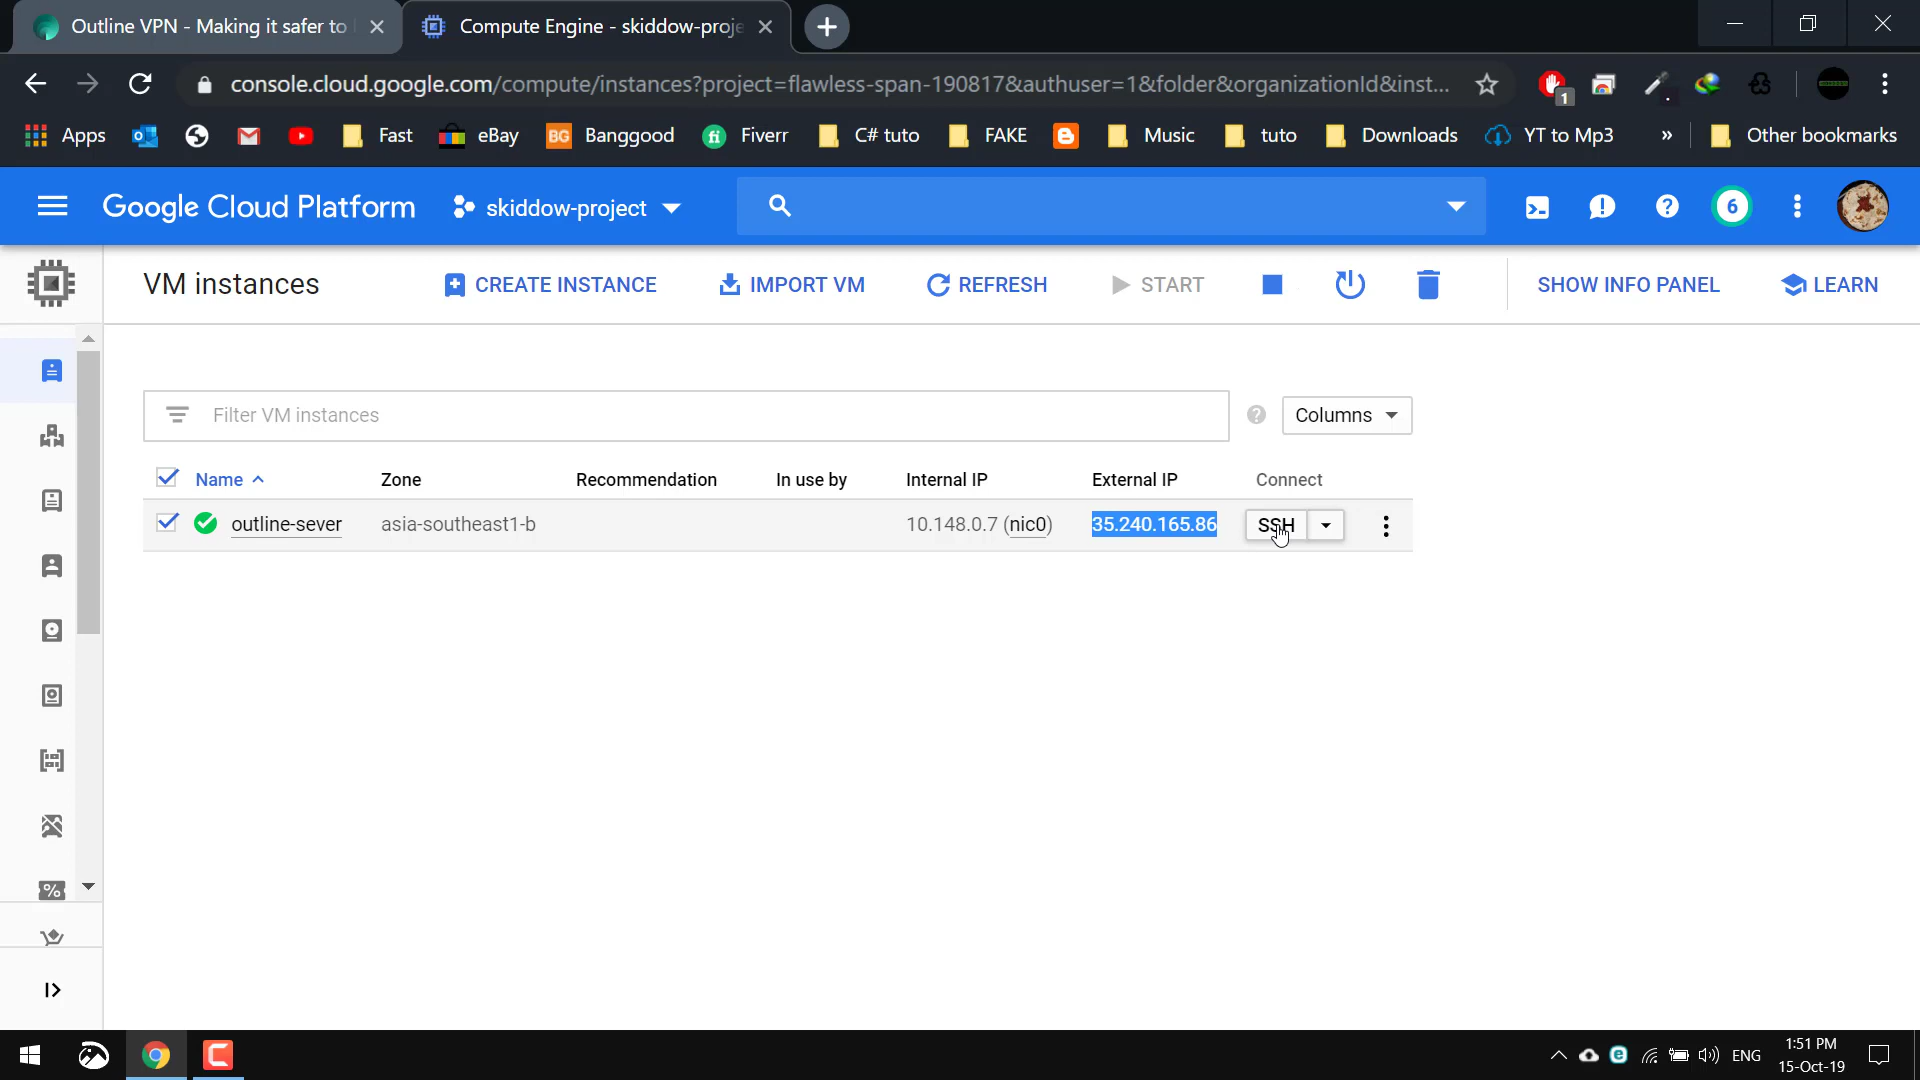 Outline VPN - Making it safer to
Compute Engine - skiddow-proje
console.cloud.google.com/compute/instances?project=flawless-span-190817&authuser=1&folder&organizationId&inst...
1
Apps
Fast
eBay
BG Banggood
fi Fiverr
C# tuto
FAKE
Music
tuto
Downloads
YT to Mp3
»
Other bookmarks
Google Cloud Platform
skiddow-project
6
VM instances
CREATE INSTANCE
IMPORT VM
REFRESH
START
SHOW INFO PANEL
LEARN
Filter VM instances
Columns
Name
Zone
Recommendation
In use by
Internal IP
External IP
Connect
outline-sever
asia-southeast1-b
10.148.0.7 (nic0)
35.240.165.86
SSH
ENG
1:51 PM
15-Oct-19